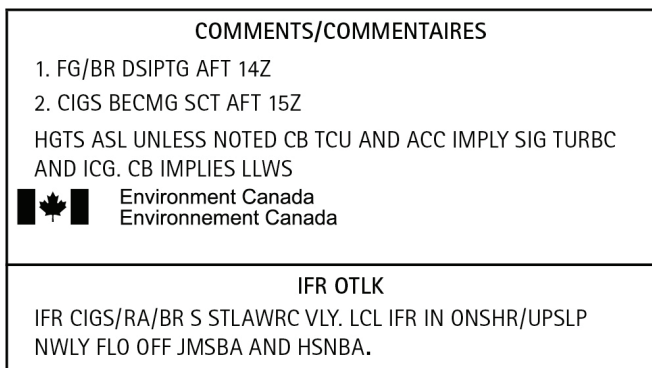 COMMENTS/COMMENTAIRES
1. FG/BR DSIPTG AFT 14Z
2. CIGS BECMG SCT AFT 15Z
HGTS ASL UNLESS NOTED CB TCU AND ACC IMPLY SIG TURBC
AND ICG. CB IMPLIES LLWS
Environment Canada
Environnement Canada
IFR OTLK
IFR CIGS/RA/BR S STLAWRC VLY. LCL IFR IN ONSHR/UPSLP
NWLY FLO OFF JMSBA AND HSNBA.